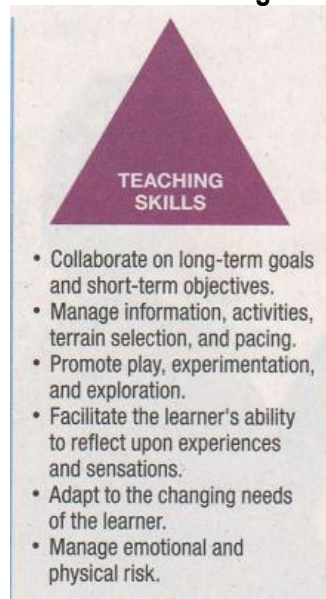 TEACHING
SKILLS
• Collaborate on long-term goals
and short-term objectives.
• Manage information, activities,
terrain selection, and pacing.
• Promote play, experimentation,
and exploration.
• Facilitate the learner's ability
to reflect upon experiences
and sensations.
• Adapt to the changing needs
of the learner.
• Manage emotional and
physical risk.